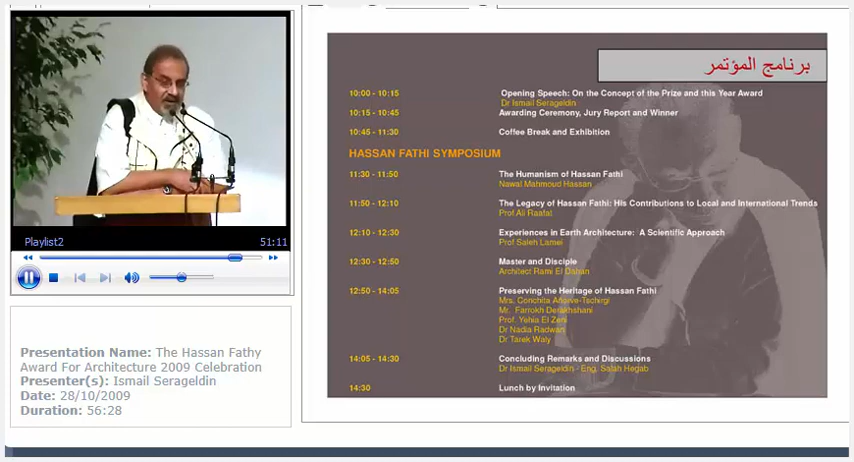 Playlist2 51:11
Presentation Name: The Hassan Fathy
Award For Architecture 2009 Celebration
Presenter(s): Ismail Serageldin
Date: 28/10/2009
Duration: 56:28
برنامج المؤتمر
10:00 - 10:15 Opening Speech: On the Concept of the Prize and this Year Award
Dr Ismail Serageldin
10:15 - 10:45 Awarding Ceremony, Jury Report and Winner
10:45 - 11:30 Coffee Break and Exhibition
HASSAN FATHI SYMPOSIUM
11:30 - 11:50 The Humanism of Hassan Fathi
Nawal Mahmoud Hassan
11:50 - 12:10 The Legacy of Hassan Fathi: His Contributions to Local and International Trends
Prof Ali Raafat
12:10 - 12:30 Experiences in Earth Architecture: A Scientific Approach
Prof Saleh Lamei
12:30 - 12:50 Master and Disciple
Architect Rami El Dahan
12:50 - 14:05 Preserving the Heritage of Hassan Fathi
Mrs. Conchita Añorve-Tschirgi
Mr. Farrokh Derakhshani
Prof. Yehia El Zeni
Dr Nadia Radwan
Dr Tarek Waly
14:05 - 14:30 Concluding Remarks and Discussions
Dr Ismail Serageldin - Eng. Salah Hegab
14:30 Lunch by Invitation